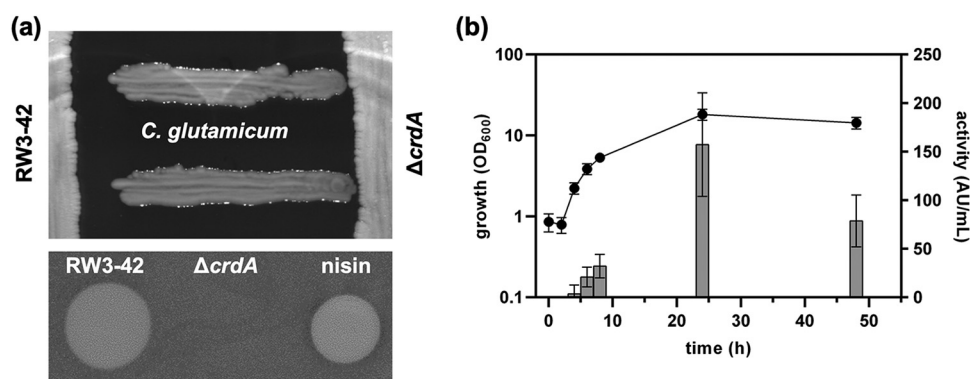 (a)
RW3-42
C. glutamicum
ΔcrdA
RW3-42 ΔcrdA nisin
(b)
growth (OD600)
100
10
1
0.1
250
200
150
100
50
0
activity (AU/mL)
0 10 20 30 40 50
time (h)